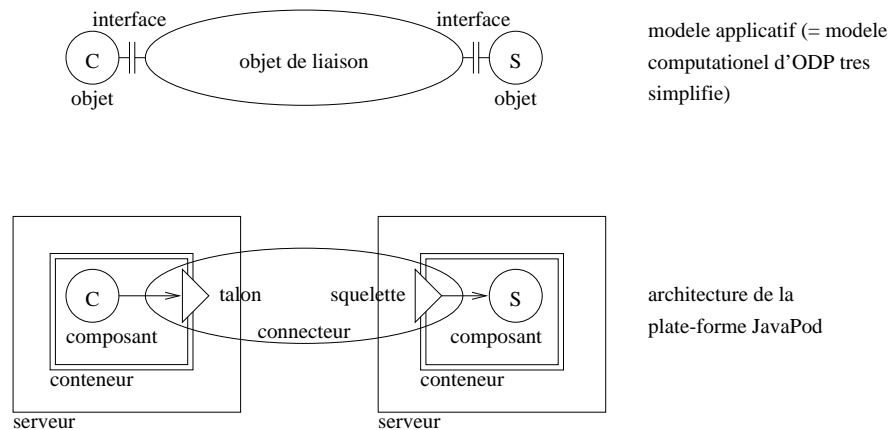 interface
interface
C
objet de liaison
S
objet
objet
modele applicatif (= modele
computationel d'ODP tres
simplifie)
C
talon
squelette
S
composant
connecteur
composant
conteneur
conteneur
serveur
serveur
architecture de la
plate-forme JavaPod